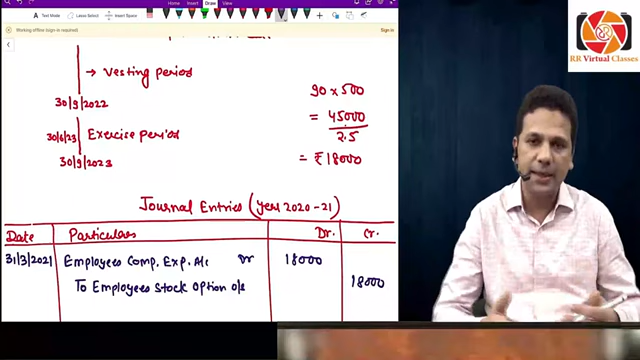 Text Mode
Lasso Select
Insert Space
Working offline (sign in required)
Sign in
RR Virtual Classes
→ Vesting period
30/9/2022
30/6/23 Exercise period
30/9/2023
90 x 500
= 45000
2.5
= ₹18000
Journal Entries (year 2020-21)
Date Particulars Dr. Cr.
31/3/2021 Employees Comp. Exp. A/c Dr 18000
To Employees Stock Option o/s 18000